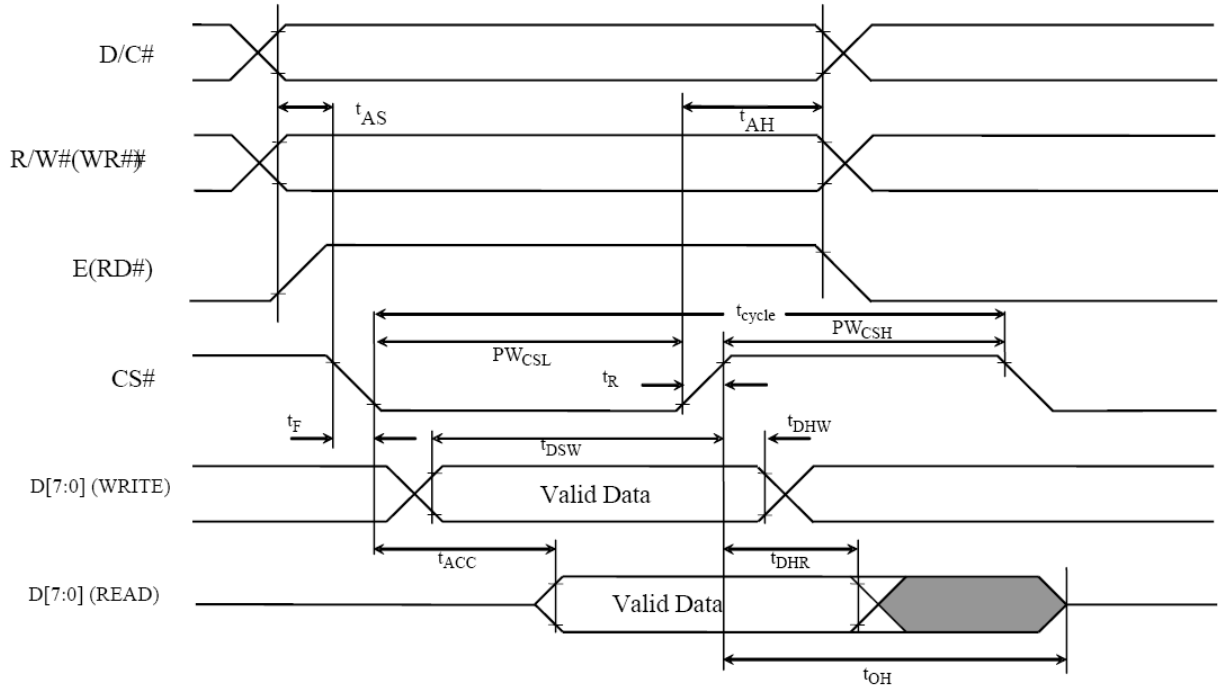 D/C#
tAS
tAH
R/W#(WR##)
E(RD#)
tcycle
PWCSL
PWCSH
CS#
tR
tF
tDSW
tDHW
D[7:0] (WRITE)
Valid Data
tACC
tDHR
D[7:0] (READ)
Valid Data
tOH